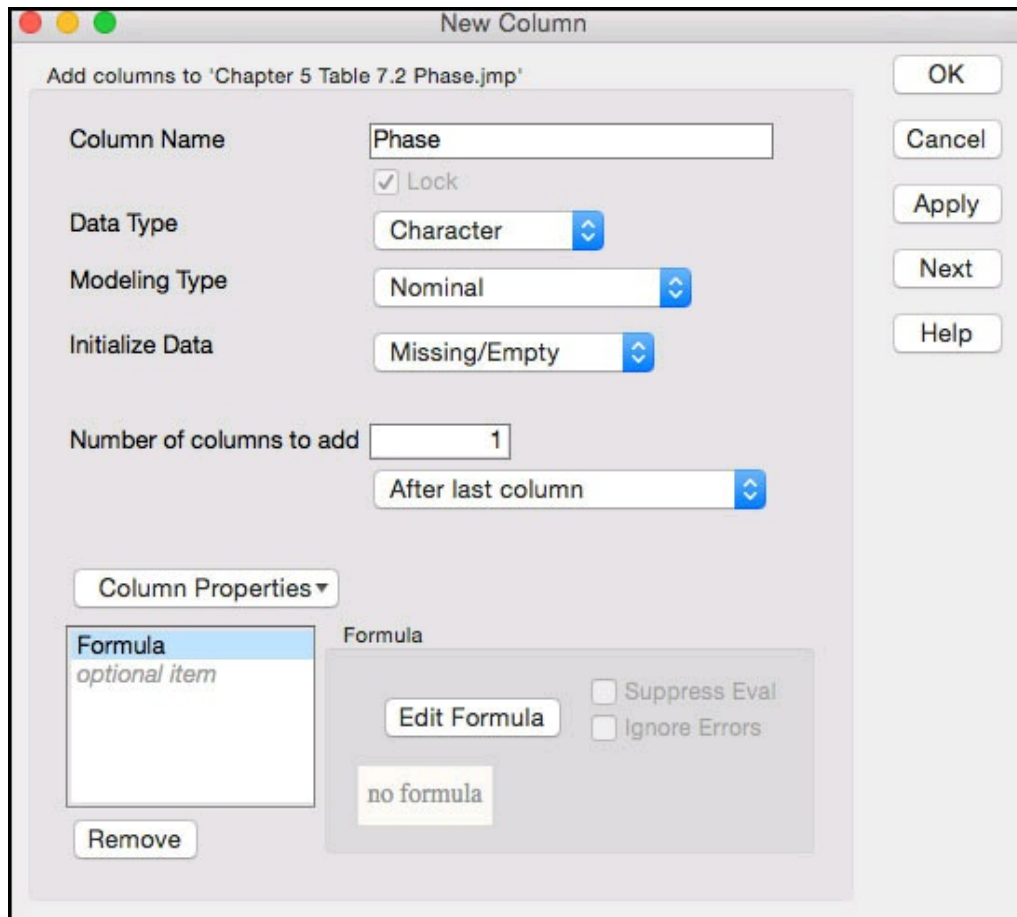 New Column
Add columns to 'Chapter 5 Table 7.2 Phase.jmp'
OK
Column Name
Phase
Cancel
Lock
Apply
Data Type
Character
Next
Modeling Type
Nominal
Help
Initialize Data
Missing/Empty
Number of columns to add
1
After last column
Column Properties
Formula
optional item
Formula
Edit Formula
Suppress Eval
Ignore Errors
no formula
Remove